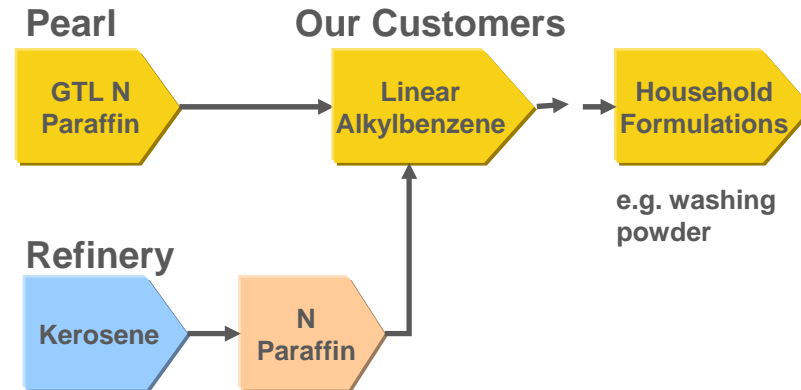 Pearl
Our Customers
GTL N
Paraffin
Linear
Alkylbenzene
Household
Formulations
e.g. washing
powder
Refinery
Kerosene
N
Paraffin